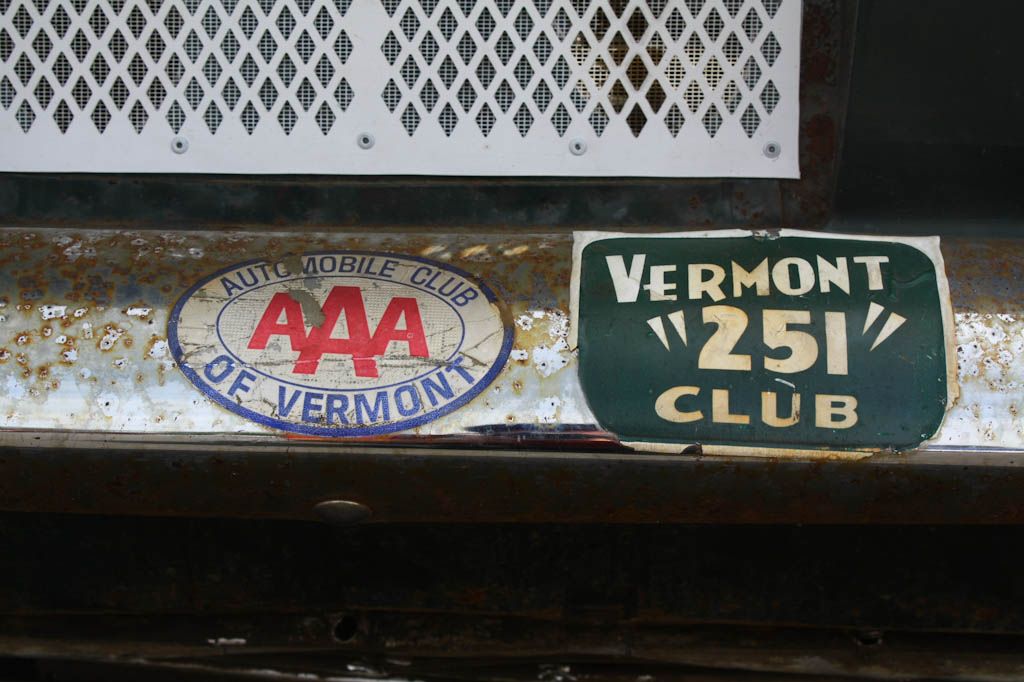 AUTOMOBILE CLUB
AAA
OF VERMONT
VERMONT
"251"
CLUB